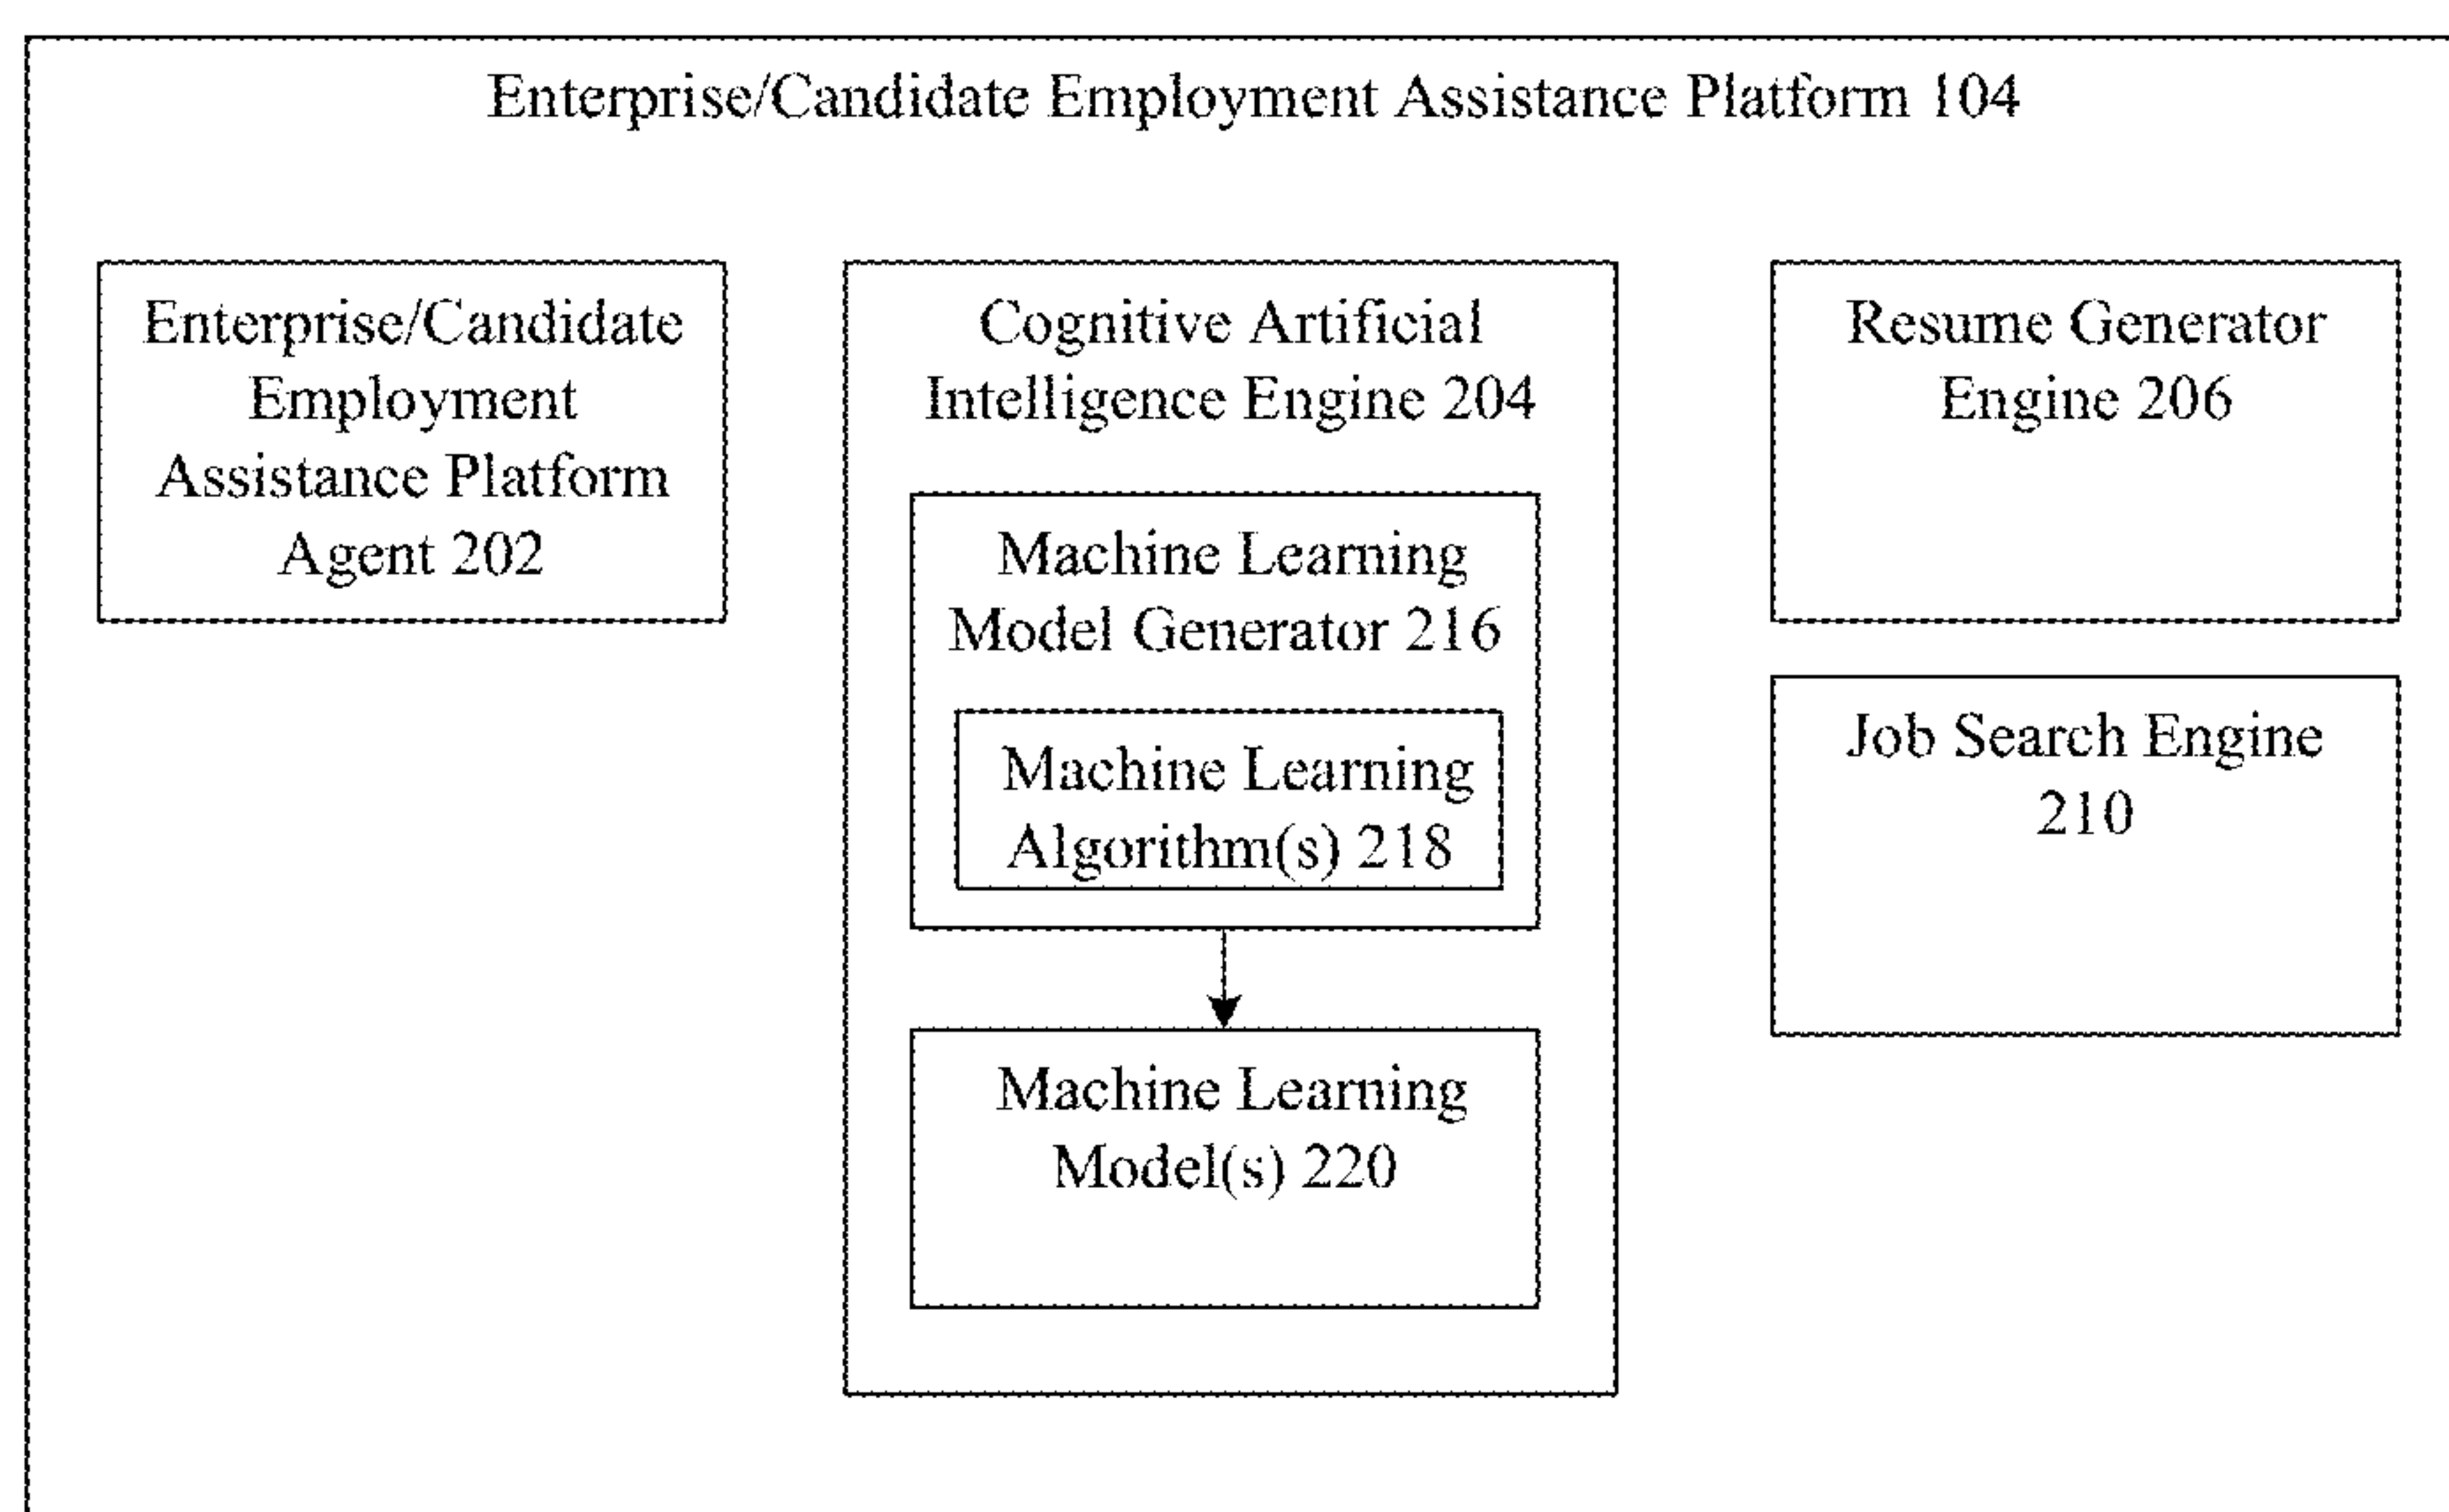 Enterprise/Candidate Employment Assistance Platform 104
Enterprise/Candidate
Employment
Assistance Platform
Agent 202
Cognitive Artificial
Intelligence Engine 204
Machine Learning
Model Generator 216
Machine Learning
Algorithm(s) 218
Machine Learning
Model(s) 220
Resume Generator
Engine 206
Job Search Engine
210